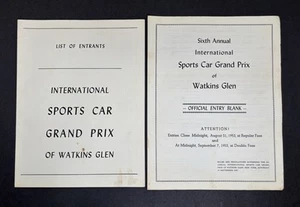 LIST OF ENTRANTS
INTERNATIONAL
SPORTS CAR
GRAND PRIX
OF WATKINS GLEN
Sixth Annual
International
Sports Car Grand Prix
of
Watkins Glen
- OFFICIAL ENTRY BLANK -
ATTENTION!
Entries Close Midnight, August 31, 1953, at Regular Fees
and
At Midnight, September 7, 1953, at Double Fees